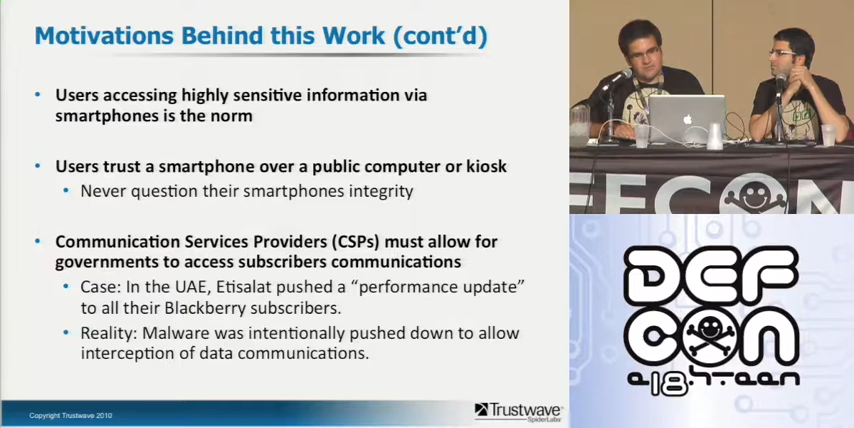 Motivations Behind this Work (cont'd)
• Users accessing highly sensitive information via
smartphones is the norm
• Users trust a smartphone over a public computer or kiosk
• Never question their smartphones integrity
• Communication Services Providers (CSPs) must allow for
governments to access subscribers communications
• Case: In the UAE, Etisalat pushed a “performance update”
to all their Blackberry subscribers.
• Reality: Malware was intentionally pushed down to allow
interception of data communications.
Copyright Trustwave 2010
Trustwave®
SpiderLabs
DEFCON
DEF
CON
e18h-teen